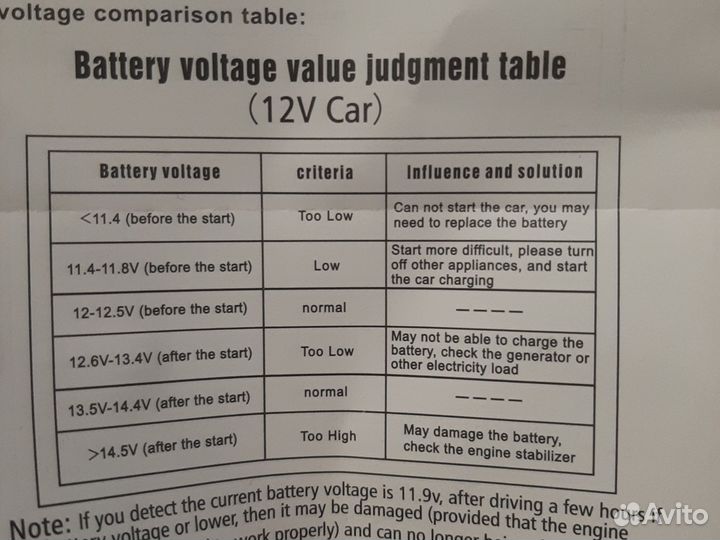 voltage comparison table:
Battery voltage value judgment table
(12V Car)
Battery voltage criteria Influence and solution
<11.4 (before the start) Too Low Can not start the car, you may
need to replace the battery
11.4-11.8V (before the start) Low Start more difficult, please turn
off other appliances, and start
the car charging
12-12.5V (before the start) normal ————
12.6V-13.4V (after the start) Too Low May not be able to charge the
battery, check the generator or
other electricity load
13.5V-14.4V (after the start) normal ————
>14.5V (after the start) Too High May damage the battery,
check the engine stabilizer
Note: If you detect the current battery voltage is 11.9v, after driving a few hours if
voltage or lower, then it may be damaged (provided that the engine
work properly) and can no longer
Avito